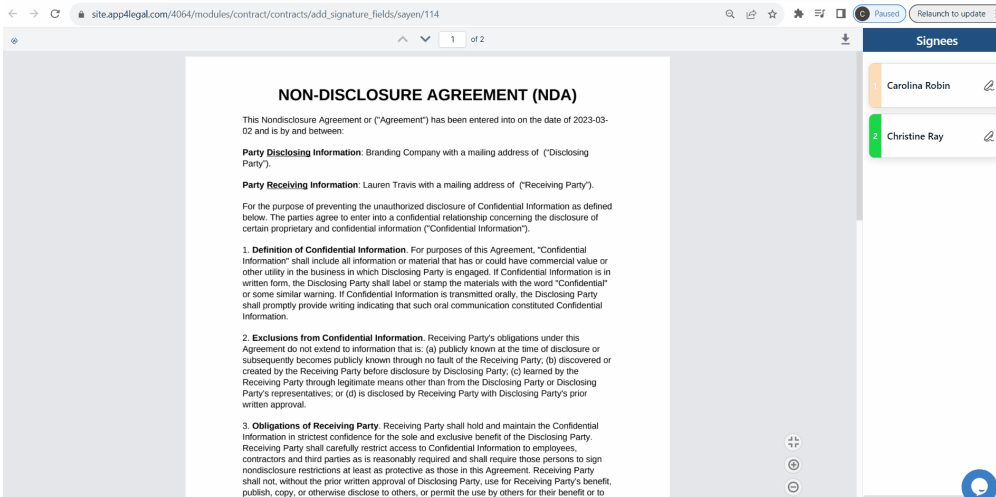 site.app4legal.com/4064/modules/contract/contracts/add_signature_fields/sayen/114
C Paused
Relaunch to update
1 of 2
Signees
1 Carolina Robin
2 Christine Ray
NON-DISCLOSURE AGREEMENT (NDA)
This Nondisclosure Agreement or ("Agreement") has been entered into on the date of 2023-03-
02 and is by and between:
Party Disclosing Information: Branding Company with a mailing address of ("Disclosing
Party").
Party Receiving Information: Lauren Travis with a mailing address of ("Receiving Party").
For the purpose of preventing the unauthorized disclosure of Confidential Information as defined
below. The parties agree to enter into a confidential relationship concerning the disclosure of
certain proprietary and confidential information ("Confidential Information").
1. Definition of Confidential Information. For purposes of this Agreement, "Confidential
Information" shall include all information or material that has or could have commercial value or
other utility in the business in which Disclosing Party is engaged. If Confidential Information is in
written form, the Disclosing Party shall label or stamp the materials with the word "Confidential"
or some similar warning. If Confidential Information is transmitted orally, the Disclosing Party
shall promptly provide writing indicating that such oral communication constituted Confidential
Information.
2. Exclusions from Confidential Information. Receiving Party's obligations under this
Agreement do not extend to information that is: (a) publicly known at the time of disclosure or
subsequently becomes publicly known through no fault of the Receiving Party; (b) discovered or
created by the Receiving Party before disclosure by Disclosing Party; (c) learned by the
Receiving Party through legitimate means other than from the Disclosing Party or Disclosing
Party's representatives; or (d) is disclosed by Receiving Party with Disclosing Party's prior
written approval.
3. Obligations of Receiving Party. Receiving Party shall hold and maintain the Confidential
Information in strictest confidence for the sole and exclusive benefit of the Disclosing Party.
Receiving Party shall carefully restrict access to Confidential Information to employees,
contractors and third parties as is reasonably required and shall require those persons to sign
nondisclosure restrictions at least as protective as those in this Agreement. Receiving Party
shall not, without the prior written approval of Disclosing Party, use for Receiving Party's benefit,
publish, copy, or otherwise disclose to others, or permit the use by others for their benefit or to